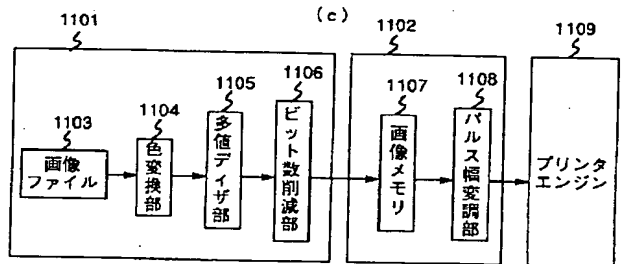 (c)
1101
1102
1109
1103
1104
1105
1106
1107
1108
画像
ファイル
色変換部
多値ディザ部
ビット数削減部
画像メモリ
パルス幅変調部
プリンタ
エンジン